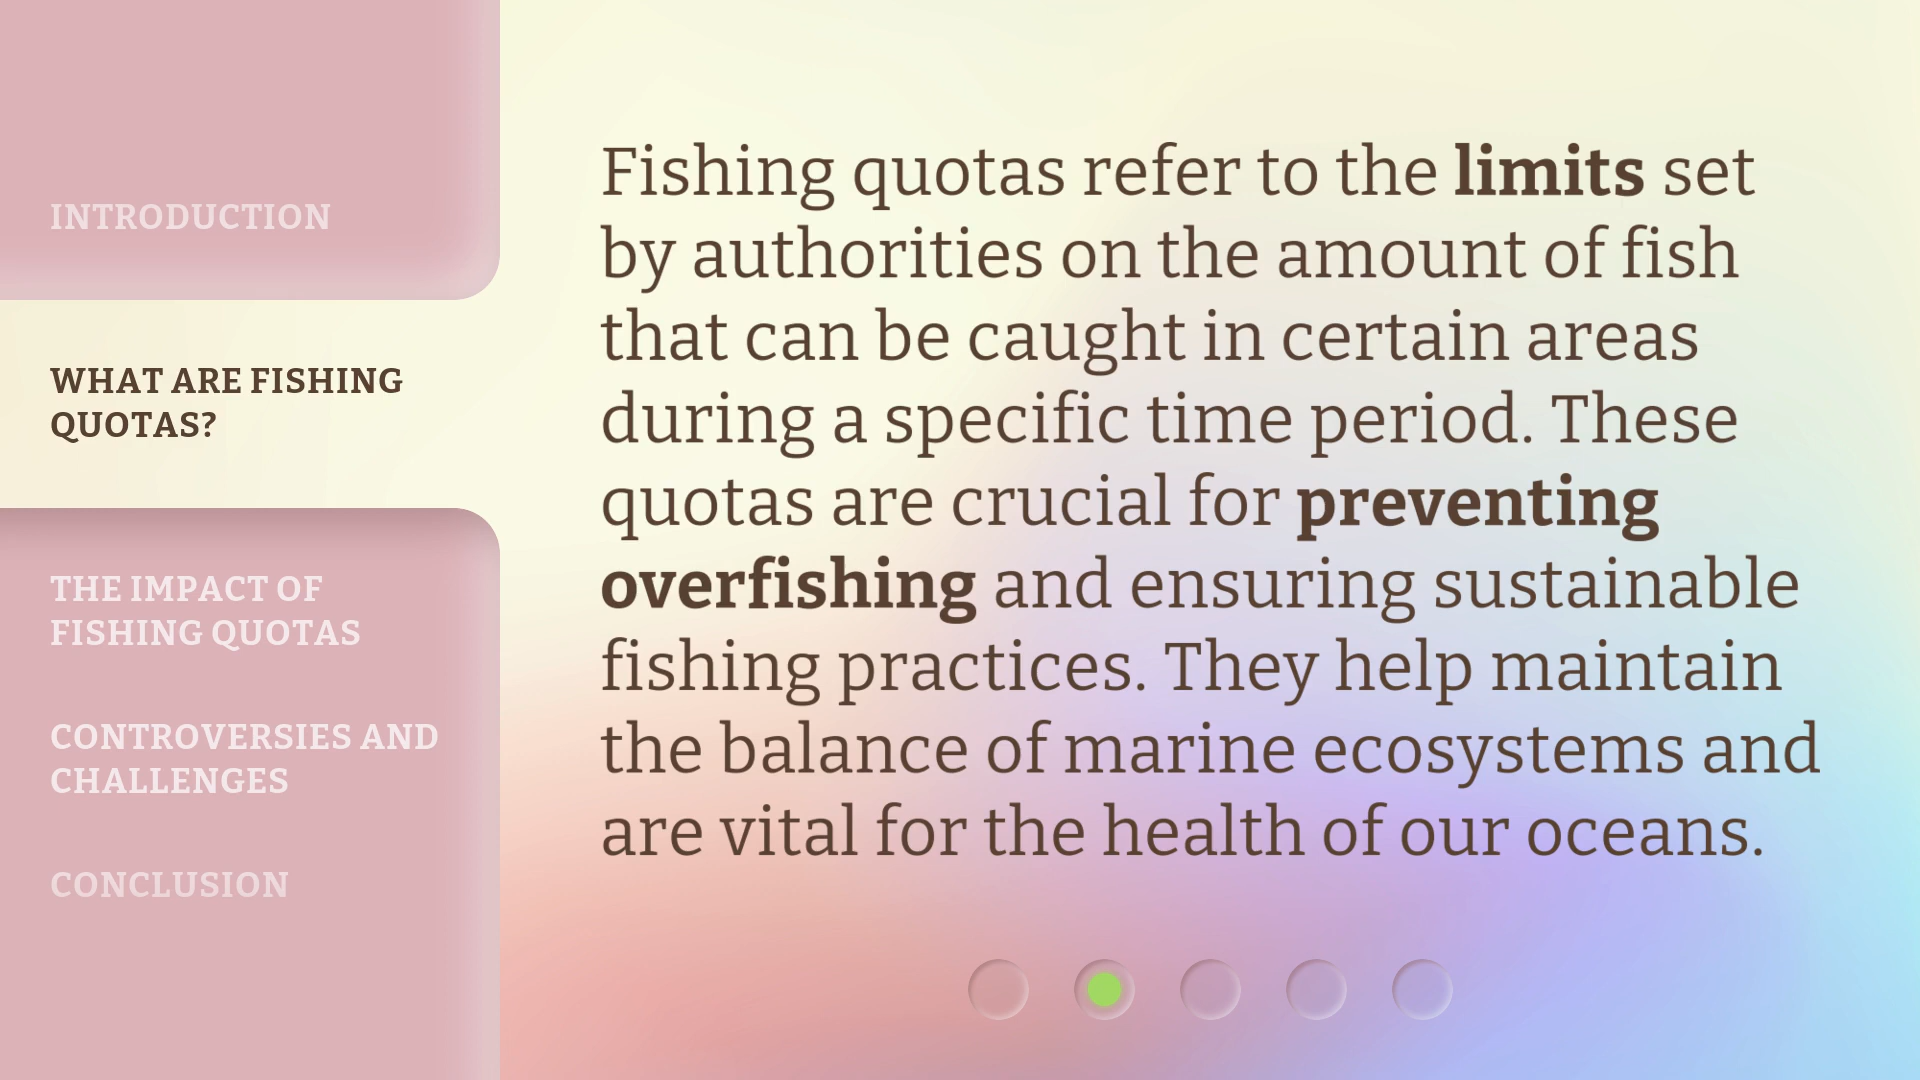 INTRODUCTION
WHAT ARE FISHING
QUOTAS?
THE IMPACT OF
FISHING QUOTAS
CONTROVERSIES AND
CHALLENGES
CONCLUSION
Fishing quotas refer to the limits set
by authorities on the amount of fish
that can be caught in certain areas
during a specific time period. These
quotas are crucial for preventing
overfishing and ensuring sustainable
fishing practices. They help maintain
the balance of marine ecosystems and
are vital for the health of our oceans.